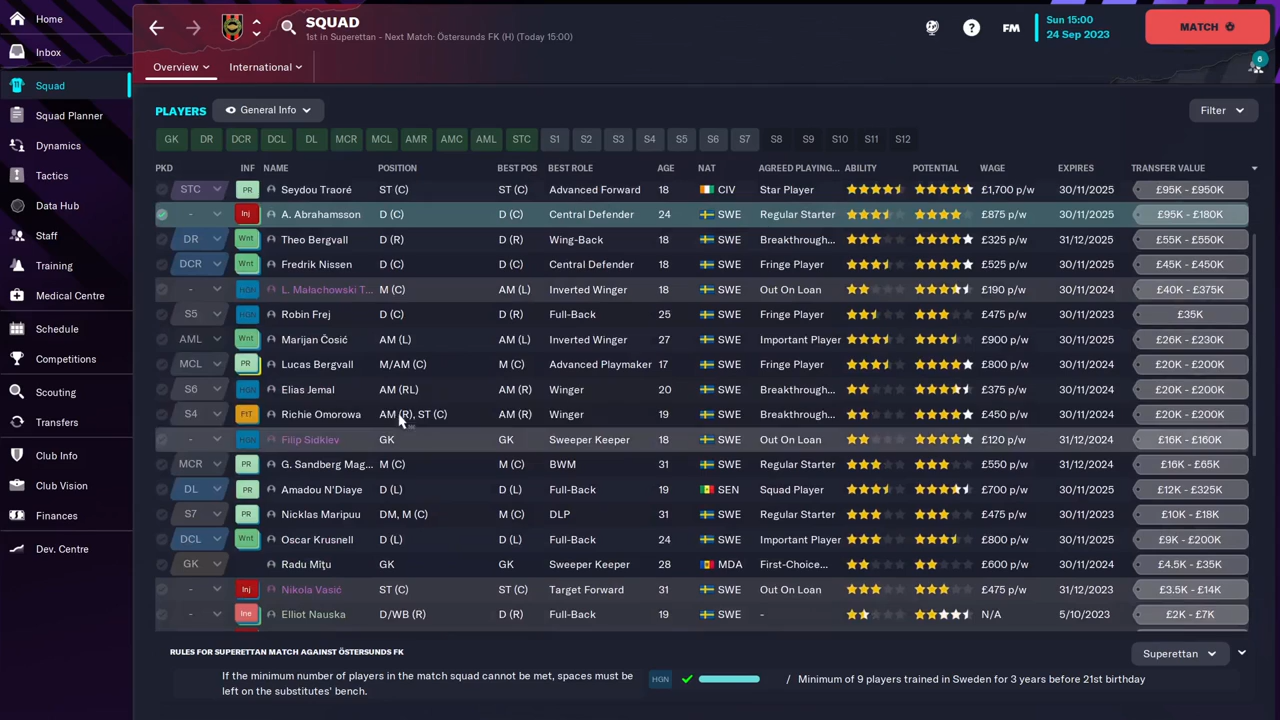 Home
Inbox
Squad
Squad Planner
Dynamics
Tactics
Data Hub
Staff
Training
Medical Centre
Schedule
Competitions
Scouting
Transfers
Club Info
Club Vision
Finances
Dev. Centre
SQUAD
1st in Superettan - Next Match: Östersunds FK (H) (Today 15:00)
? FM Sun 15:00
24 Sep 2023
MATCH
Overview International
6
PLAYERS General Info Filter
GK DR DCR DCL DL MCR MCL AMR AMC AML STC S1 S2 S3 S4 S5 S6 S7 S8 S9 S10 S11 S12
PKD INF NAME POSITION BEST POS BEST ROLE AGE NAT AGREED PLAYING... ABILITY POTENTIAL WAGE EXPIRES TRANSFER VALUE
STC PR Seydou Traoré ST (C) ST (C) Advanced Forward 18 CIV Star Player £1,700 p/w 30/11/2025 £95K - £950K
- Inj A. Abrahamsson D (C) D (C) Central Defender 24 SWE Regular Starter £875 p/w 30/11/2025 £95K - £180K
DR Wnt Theo Bergvall D (R) D (R) Wing-Back 18 SWE Breakthrough... £325 p/w 31/12/2025 £55K - £550K
DCR Wnt Fredrik Nissen D (C) D (C) Central Defender 18 SWE Fringe Player £525 p/w 30/11/2025 £45K - £450K
- HGN L. Malachowski T... M (C) AM (L) Inverted Winger 18 SWE Out On Loan £190 p/w 30/11/2024 £40K - £375K
S5 HGN Robin Frej D (C) D (C) Full-Back 25 SWE Fringe Player £475 p/w 30/11/2023 £35K
AML Wnt Marijan Ćosić AM (L) AM (L) Inverted Winger 27 SWE Important Player £900 p/w 30/11/2023 £26K - £230K
MCL PR Lucas Bergvall M/AM (C) M (C) Advanced Playmaker 17 SWE Fringe Player £800 p/w 30/11/2025 £20K - £200K
S6 HGN Elias Jemal AM (RL) AM (R) Winger 20 SWE Breakthrough... £375 p/w 30/11/2023 £20K - £200K
S4 FtT Richie Omorowa AM (R), ST (C) AM (R) Winger 19 SWE Breakthrough... £450 p/w 30/11/2023 £20K - £200K
- HGN Filip Sidklev GK GK Sweeper Keeper 18 SWE Out On Loan £120 p/w 31/12/2024 £16K - £160K
MCR PR G. Sandberg Mag... M (C) M (C) BWM 31 SWE Regular Starter £550 p/w 31/12/2024 £16K - £65K
DL PR Amadou N'Diaye D (L) D (L) Full-Back 19 SEN Squad Player £700 p/w 30/11/2025 £12K - £325K
S7 PR Nicklas Maripuu DM, M (C) M (C) DLP 31 SWE Regular Starter £700 p/w 30/11/2023 £10K - £18K
DCL Wnt Oscar Krusnell D (L) D (L) Full-Back 24 SWE Important Player £800 p/w 30/11/2023 £9K - £200K
GK Radu Mîțu GK GK Sweeper Keeper 28 MDA First-Choice... £600 p/w 30/11/2023 £4.5K - £35K
- Inj Nikola Vasić ST (C) ST (C) Target Forward 31 SWE Out On Loan £475 p/w 30/11/2023 £3.5K - £14K
- Ine Elliot Nauska D/WB (R) D (R) Full-Back 19 SWE - N/A 5/10/2023 £2K - £7K
RULES FOR SUPERETTAN MATCH AGAINST ÖSTERSUNDS FK Superettan
If the minimum number of players in the match squad cannot be met, spaces must be
left on the substitutes' bench.
HGN / Minimum of 9 players trained in Sweden for 3 years before 21st birthday